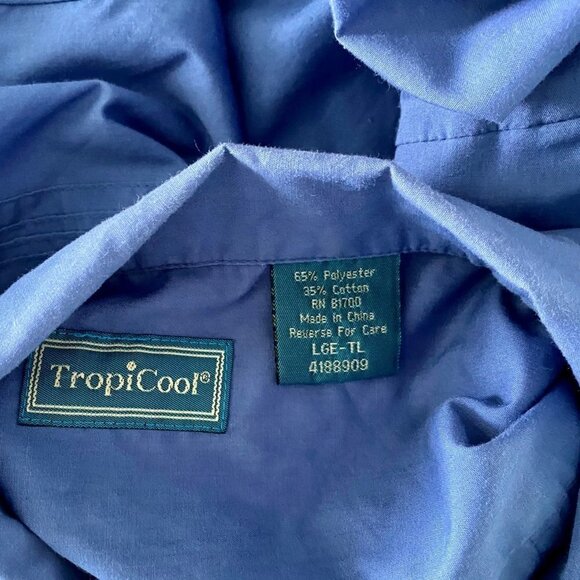 65% Polyester
35% Cotton
RN 81700
Made in China
Reverse For Care
LGE-TL
4188909
TropiCool®